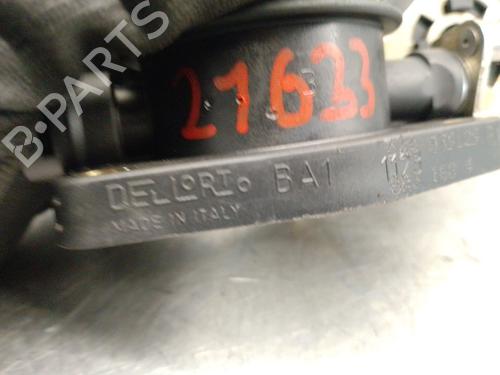 B-PARTS
21633
DELLORTO BA1
MADE IN ITALY